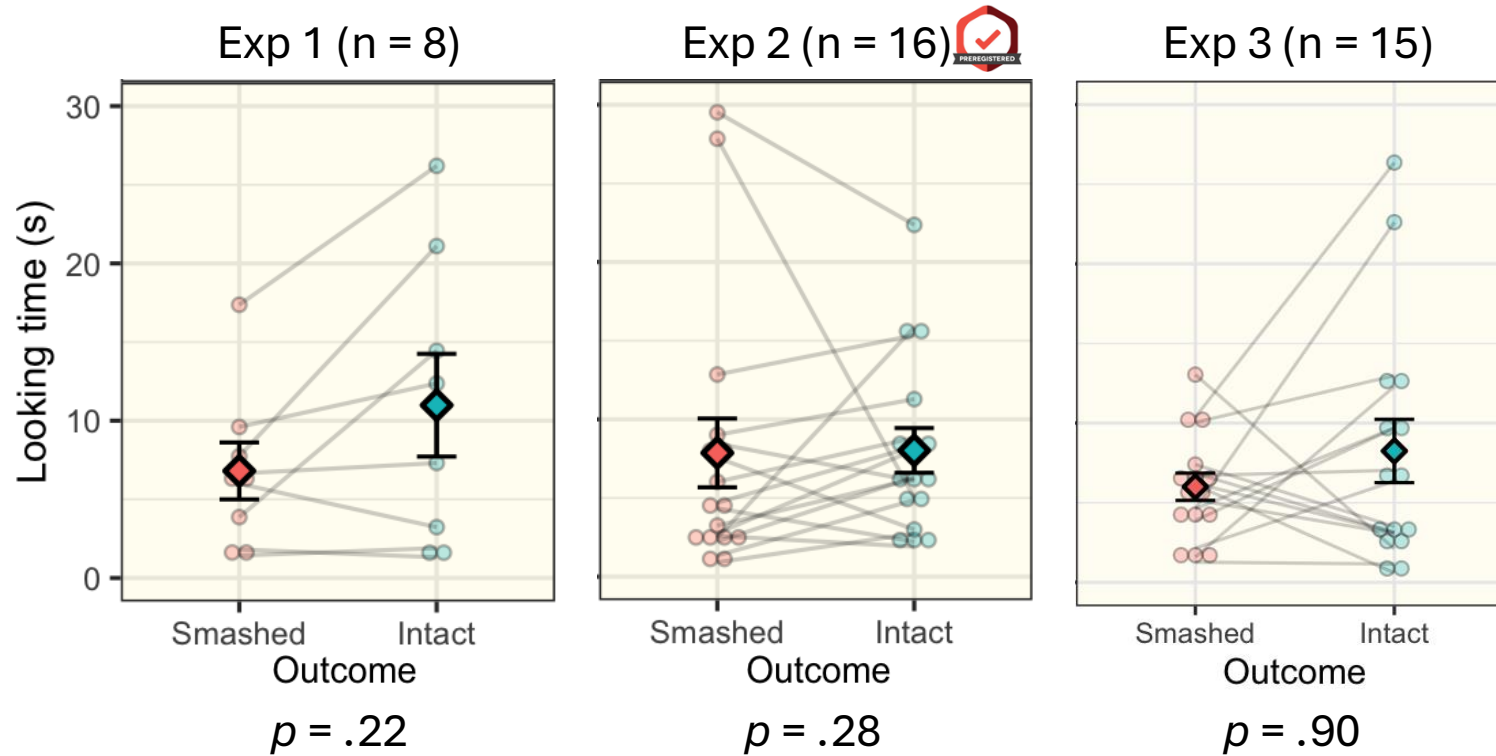 Exp 1 (n = 8)
Exp 2 (n = 16)
PREREGISTERED
Exp 3 (n = 15)
Looking time (s)
30
20
10
0
Smashed Intact
Outcome
p = .22
Smashed Intact
Outcome
p = .28
Smashed Intact
Outcome
p = .90